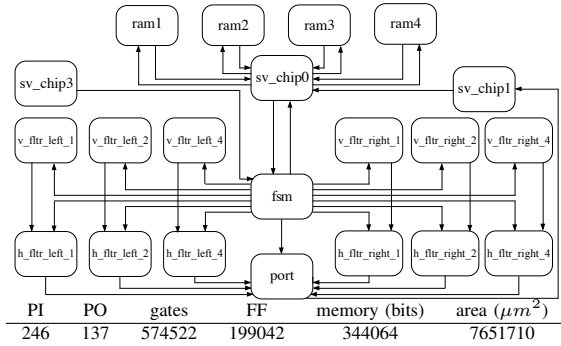 ram1 ram2 ram3 ram4
sv_chip3 sv_chip0 sv_chip1
v_fltr_left_1 v_fltr_left_2 v_fltr_left_4 v_fltr_right_1 v_fltr_right_2 v_fltr_right_4
fsm
h_fltr_left_1 h_fltr_left_2 h_fltr_left_4 h_fltr_right_1 h_fltr_right_2 h_fltr_right_4
port
PI PO gates FF memory (bits) area (μm²)
246 137 574522 199042 344064 7651710